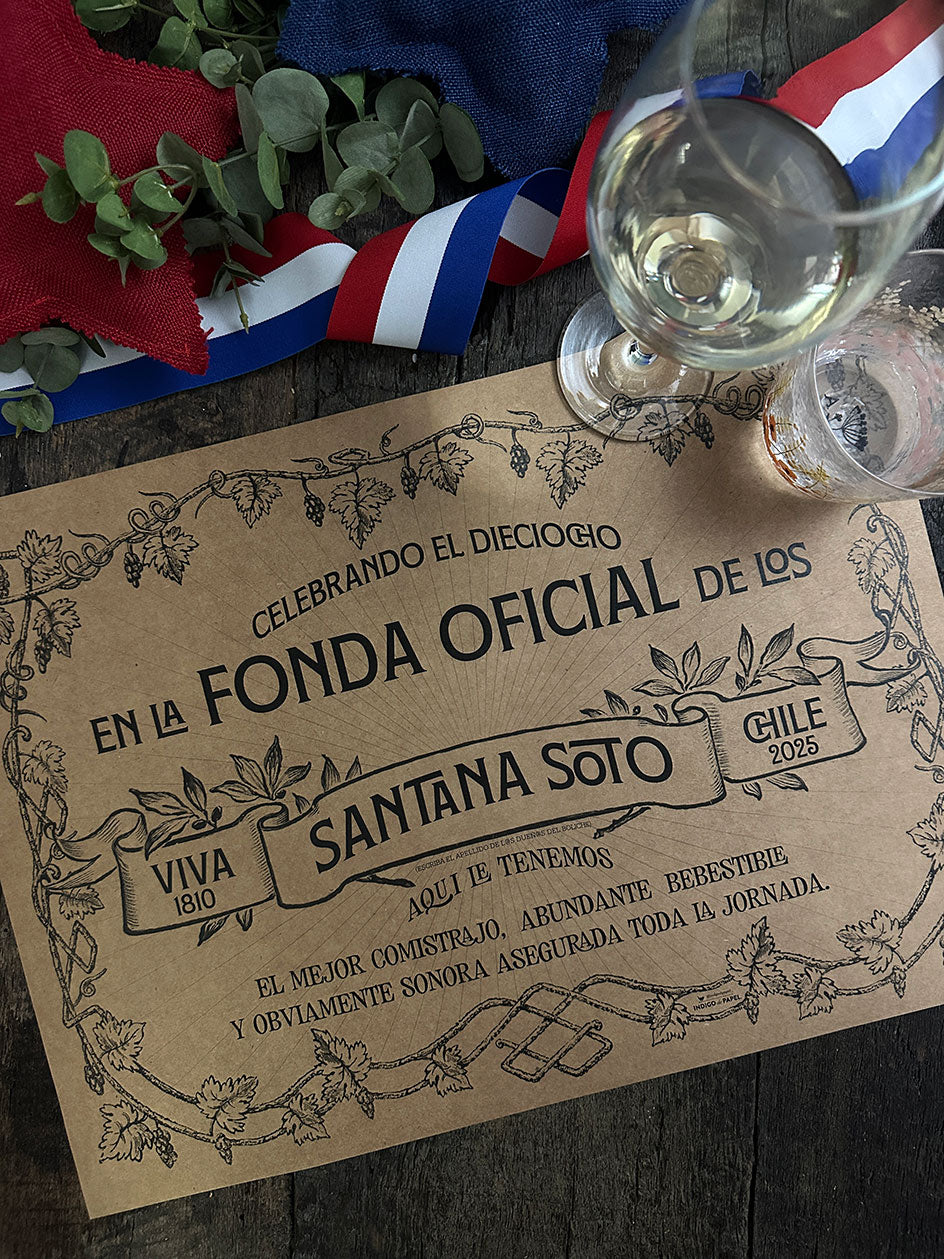 CELEBRANDO EL DIECIOCHO
EN LA FONDA OFICIAL DE LOS
SANTANA SOTO
CHILE
2025
VIVA
1810
(ESCRIBA EL APELLIDO DE LOS DUEÑOS DEL BOLICHE)
AQUI LE TENEMOS
EL MEJOR COMISTRAJO, ABUNDANTE BEBESTIBLE
Y OBVIAMENTE SONORA ASEGURADA TODA LA JORNADA.
INDIGO DE PAPEL